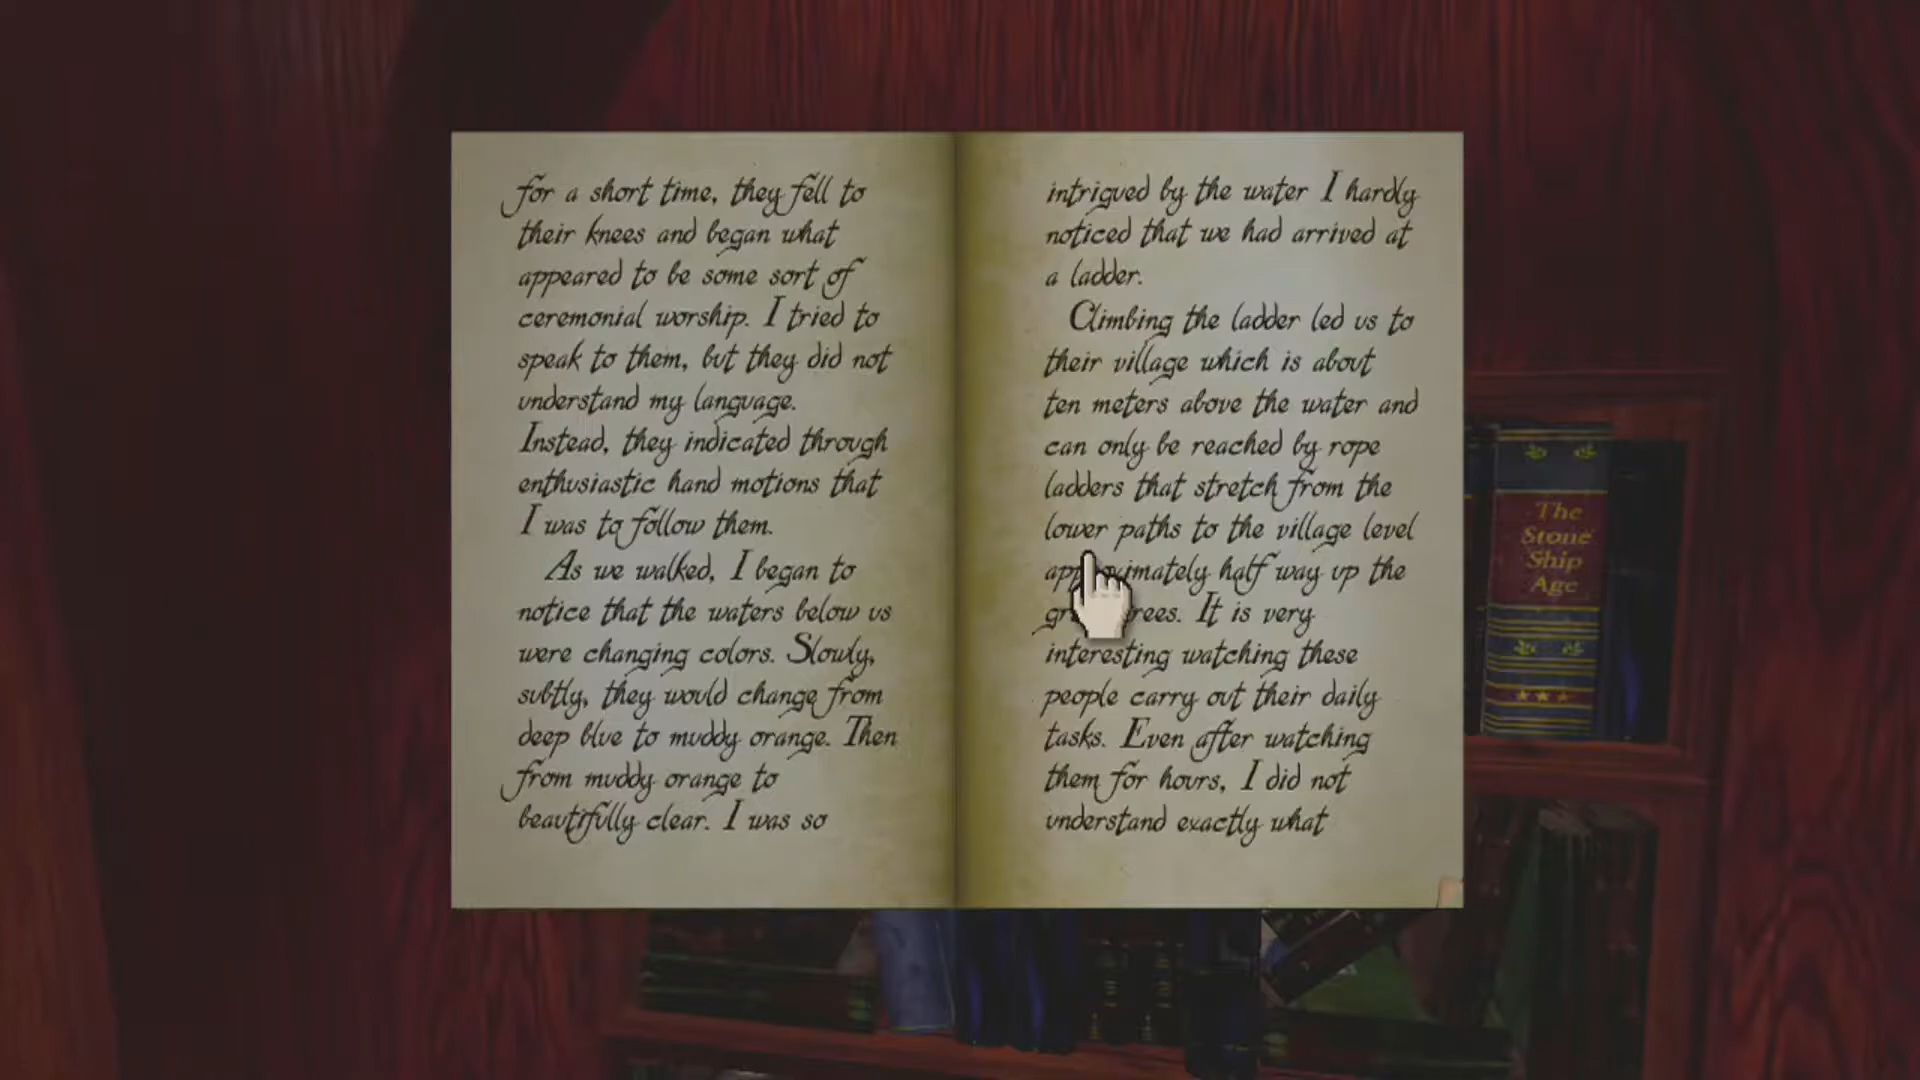 for a short time, they fell to
their knees and began what
appeared to be some sort of
ceremonial worship. I tried to
speak to them, but they did not
understand my language.
Instead, they indicated through
enthusiastic hand motions that
I was to follow them.
As we walked, I began to
notice that the waters below us
were changing colors. Slowly,
subtly, they would change from
deep blue to muddy orange. Then
from muddy orange to
beautifully clear. I was so
intrigued by the water I hardly
noticed that we had arrived at
a ladder.
Climbing the ladder led us to
their village which is about
ten meters above the water and
can only be reached by rope
ladders that stretch from the
lower paths to the village level
half way up the
It is very
interesting watching these
people carry out their daily
tasks. Even after watching
them for hours, I did not
understand exactly what
The
Stone
Ship
Age